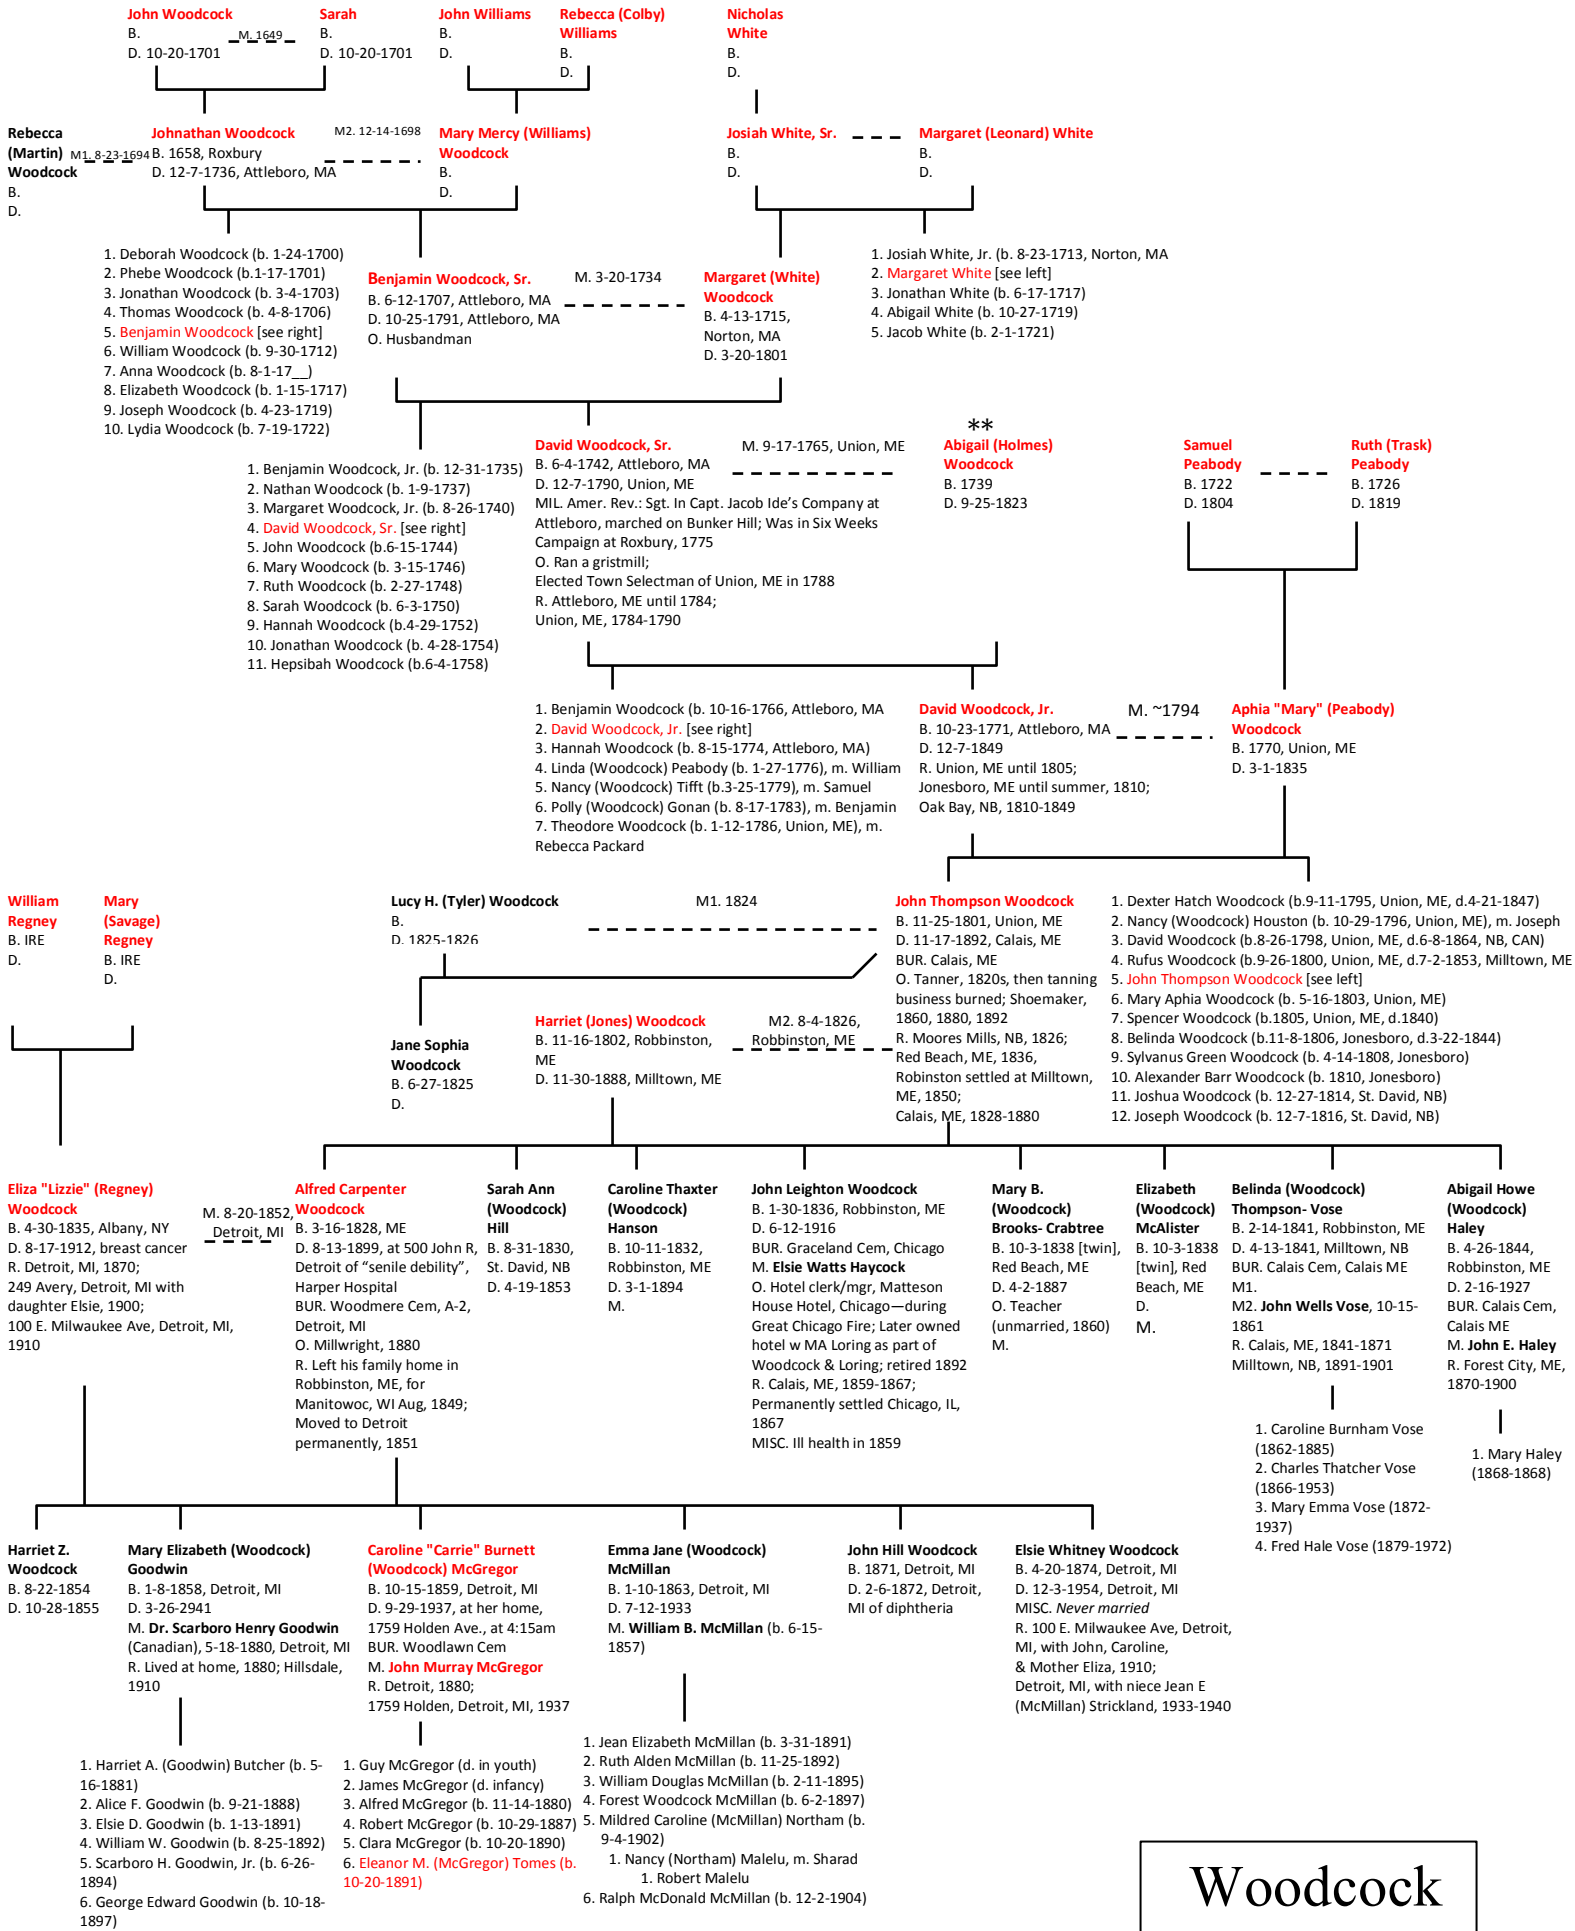 John Woodcock
B.
D. 10-20-1701
M. 1649
Sarah
B.
D. 10-20-1701
John Williams
B.
D.
Rebecca (Colby)
Williams
B.
D.
Nicholas
White
B.
D.
Rebecca
(Martin)
Woodcock
B.
D.
M1. 8-23-1694
Johnathan Woodcock
B. 1658, Roxbury
D. 12-7-1736, Attleboro, MA
M2. 12-14-1698
Mary Mercy (Williams)
Woodcock
B.
D.
Josiah White, Sr.
B.
D.
Margaret (Leonard) White
B.
D.
1. Deborah Woodcock (b. 1-24-1700)
2. Phebe Woodcock (b.1-17-1701)
3. Jonathan Woodcock (b. 3-4-1703)
4. Thomas Woodcock (b. 4-8-1706)
5. Benjamin Woodcock [see right]
6. William Woodcock (b. 9-30-1712)
7. Anna Woodcock (b. 8-1-17__)
8. Elizabeth Woodcock (b. 1-15-1717)
9. Joseph Woodcock (b. 4-23-1719)
10. Lydia Woodcock (b. 7-19-1722)
Benjamin Woodcock, Sr.
B. 6-12-1707, Attleboro, MA
D. 10-25-1791, Attleboro, MA
O. Husbandman
M. 3-20-1734
Margaret (White)
Woodcock
B. 4-13-1715,
Norton, MA
D. 3-20-1801
1. Josiah White, Jr. (b. 8-23-1713, Norton, MA
2. Margaret White [see left]
3. Jonathan White (b. 6-17-1717)
4. Abigail White (b. 10-27-1719)
5. Jacob White (b. 2-1-1721)
1. Benjamin Woodcock, Jr. (b. 12-31-1735)
2. Nathan Woodcock (b. 1-9-1737)
3. Margaret Woodcock, Jr. (b. 8-26-1740)
4. David Woodcock, Sr. [see right]
5. John Woodcock (b.6-15-1744)
6. Mary Woodcock (b. 3-15-1746)
7. Ruth Woodcock (b. 2-27-1748)
8. Sarah Woodcock (b. 6-3-1750)
9. Hannah Woodcock (b.4-29-1752)
10. Jonathan Woodcock (b. 4-28-1754)
11. Hepsibah Woodcock (b.6-4-1758)
David Woodcock, Sr.
B. 6-4-1742, Attleboro, MA
D. 12-7-1790, Union, ME
MIL. Amer. Rev.: Sgt. In Capt. Jacob Ide's Company at
Attleboro, marched on Bunker Hill; Was in Six Weeks
Campaign at Roxbury, 1775
O. Ran a gristmill;
Elected Town Selectman of Union, ME in 1788
R. Attleboro, ME until 1784;
Union, ME, 1784-1790
M. 9-17-1765, Union, ME
**
Abigail (Holmes)
Woodcock
B. 1739
D. 9-25-1823
Samuel
Peabody
B. 1722
D. 1804
Ruth (Trask)
Peabody
B. 1726
D. 1819
1. Benjamin Woodcock (b. 10-16-1766, Attleboro, MA
2. David Woodcock, Jr. [see right]
3. Hannah Woodcock (b. 8-15-1774, Attleboro, MA)
4. Linda (Woodcock) Peabody (b. 1-27-1776), m. William
5. Nancy (Woodcock) Tifft (b.3-25-1779), m. Samuel
6. Polly (Woodcock) Gonan (b. 8-17-1783), m. Benjamin
7. Theodore Woodcock (b. 1-12-1786, Union, ME), m.
Rebecca Packard
David Woodcock, Jr.
B. 10-23-1771, Attleboro, MA
D. 12-7-1849
R. Union, ME until 1805;
Jonesboro, ME until summer, 1810;
Oak Bay, NB, 1810-1849
M. ~1794
Aphia "Mary" (Peabody)
Woodcock
B. 1770, Union, ME
D. 3-1-1835
William
Regney
B. IRE
D.
Mary
(Savage)
Regney
B. IRE
D.
Lucy H. (Tyler) Woodcock
B.
D. 1825-1826
M1. 1824
John Thompson Woodcock
B. 11-25-1801, Union, ME
D. 11-17-1892, Calais, ME
BUR. Calais, ME
O. Tanner, 1820s, then tanning
business burned; Shoemaker,
1860, 1880, 1892
R. Moores Mills, NB, 1826;
Red Beach, ME, 1836,
Robinston settled at Milltown,
ME, 1850;
Calais, ME, 1828-1880
1. Dexter Hatch Woodcock (b.9-11-1795, Union, ME, d.4-21-1847)
2. Nancy (Woodcock) Houston (b. 10-29-1796, Union, ME), m. Joseph
3. David Woodcock (b.8-26-1798, Union, ME, d.6-8-1864, NB, CAN)
4. Rufus Woodcock (b.9-26-1800, Union, ME, d.7-2-1853, Milltown, ME
5. John Thompson Woodcock [see left]
6. Mary Aphia Woodcock (b. 5-16-1803, Union, ME)
7. Spencer Woodcock (b.1805, Union, ME, d.1840)
8. Belinda Woodcock (b.11-8-1806, Jonesboro, d.3-22-1844)
9. Sylvanus Green Woodcock (b. 4-14-1808, Jonesboro)
10. Alexander Barr Woodcock (b. 1810, Jonesboro)
11. Joshua Woodcock (b. 12-27-1814, St. David, NB)
12. Joseph Woodcock (b. 12-7-1816, St. David, NB)
Jane Sophia
Woodcock
B. 6-27-1825
D.
Harriet (Jones) Woodcock
B. 11-16-1802, Robbinston,
ME
D. 11-30-1888, Milltown, ME
M2. 8-4-1826,
Robbinston, ME
Eliza "Lizzie" (Regney)
Woodcock
B. 4-30-1835, Albany, NY
D. 8-17-1912, breast cancer
R. Detroit, MI, 1870;
249 Avery, Detroit, MI with
daughter Elsie, 1900;
100 E. Milwaukee Ave, Detroit, MI,
1910
M. 8-20-1852,
Detroit, MI
Alfred Carpenter
Woodcock
B. 3-16-1828, ME
D. 8-13-1899, at 500 John R,
Detroit of "senile debility",
Harper Hospital
BUR. Woodmere Cem, A-2,
Detroit, MI
O. Millwright, 1880
R. Left his family home in
Robbinston, ME, for
Manitowoc, WI Aug, 1849;
Moved to Detroit
permanently, 1851
Sarah Ann
(Woodcock)
Hill
B. 8-31-1830,
St. David, NB
D. 4-19-1853
Caroline Thaxter
(Woodcock)
Hanson
B. 10-11-1832,
Robbinston, ME
D. 3-1-1894
M.
John Leighton Woodcock
B. 1-30-1836, Robbinston, ME
D. 6-12-1916
BUR. Graceland Cem, Chicago
M. Elsie Watts Haycock
O. Hotel clerk/mgr, Matteson
House Hotel, Chicago—during
Great Chicago Fire; Later owned
hotel w MA Loring as part of
Woodcock & Loring; retired 1892
R. Calais, ME, 1859-1867;
Permanently settled Chicago, IL,
1867
MISC. Ill health in 1859
Mary B.
(Woodcock)
Brooks- Crabtree
B. 10-3-1838 [twin],
Red Beach, ME
D. 4-2-1887
O. Teacher
(unmarried, 1860)
M.
Elizabeth
(Woodcock)
McAlister
B. 10-3-1838
[twin], Red
Beach, ME
D.
M.
Belinda (Woodcock)
Thompson- Vose
B. 2-14-1841, Robbinston, ME
D. 4-13-1841, Milltown, NB
BUR. Calais Cem, Calais ME
M1.
M2. John Wells Vose, 10-15-
1861
R. Calais, ME, 1841-1871
Milltown, NB, 1891-1901
Abigail Howe
(Woodcock)
Haley
B. 4-26-1844,
Robbinston, ME
D. 2-16-1927
BUR. Calais Cem,
Calais ME
M. John E. Haley
R. Forest City, ME,
1870-1900
1. Caroline Burnham Vose
(1862-1885)
2. Charles Thatcher Vose
(1866-1953)
3. Mary Emma Vose (1872-
1937)
4. Fred Hale Vose (1879-1972)
1. Mary Haley
(1868-1868)
Harriet Z.
Woodcock
B. 8-22-1854
D. 10-28-1855
Mary Elizabeth (Woodcock)
Goodwin
B. 1-8-1858, Detroit, MI
D. 3-26-2941
M. Dr. Scarboro Henry Goodwin
(Canadian), 5-18-1880, Detroit, MI
R. Lived at home, 1880; Hillsdale,
1910
Caroline "Carrie" Burnett
(Woodcock) McGregor
B. 10-15-1859, Detroit, MI
D. 9-29-1937, at her home,
1759 Holden Ave., at 4:15am
BUR. Woodlawn Cem
M. John Murray McGregor
R. Detroit, 1880;
1759 Holden, Detroit, MI, 1937
Emma Jane (Woodcock)
McMillan
B. 1-10-1863, Detroit, MI
D. 7-12-1933
M. William B. McMillan (b. 6-15-
1857)
John Hill Woodcock
B. 1871, Detroit, MI
D. 2-6-1872, Detroit,
MI of diphtheria
Elsie Whitney Woodcock
B. 4-20-1874, Detroit, MI
D. 12-3-1954, Detroit, MI
MISC. Never married
R. 100 E. Milwaukee Ave, Detroit,
MI, with John, Caroline,
& Mother Eliza, 1910;
Detroit, MI, with niece Jean E
(McMillan) Strickland, 1933-1940
1. Harriet A. (Goodwin) Butcher (b. 5-
16-1881)
2. Alice F. Goodwin (b. 9-21-1888)
3. Elsie D. Goodwin (b. 1-13-1891)
4. William W. Goodwin (b. 8-25-1892)
5. Scarboro H. Goodwin, Jr. (b. 6-26-
1894)
6. George Edward Goodwin (b. 10-18-
1897)
1. Guy McGregor (d. in youth)
2. James McGregor (d. infancy)
3. Alfred McGregor (b. 11-14-1880)
4. Robert McGregor (b. 10-29-1887)
5. Clara McGregor (b. 10-20-1890)
6. Eleanor M. (McGregor) Tomes (b.
10-20-1891)
1. Jean Elizabeth McMillan (b. 3-31-1891)
2. Ruth Alden McMillan (b. 11-25-1892)
3. William Douglas McMillan (b. 2-11-1895)
4. Forest Woodcock McMillan (b. 6-2-1897)
5. Mildred Caroline (McMillan) Northam (b.
9-4-1902)
1. Nancy (Northam) Malelu, m. Sharad
1. Robert Malelu
6. Ralph McDonald McMillan (b. 12-2-1904)
Woodcock